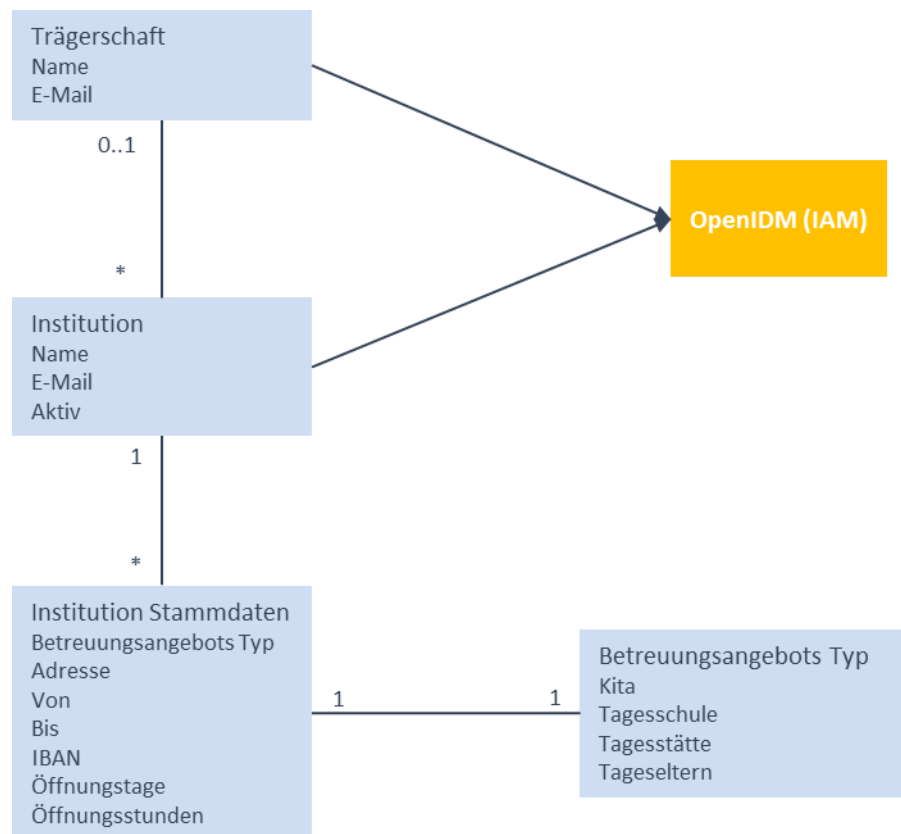 Trägerschaft
Name
E-Mail
0..1
OpenIDM (IAM)
*
Institution
Name
E-Mail
Aktiv
1
*
Institution Stammdaten
Betreuungsangebots Typ
Adresse
Von
Bis
IBAN
Öffnungstage
Öffnungsstunden
1
1
Betreuungsangebots Typ
Kita
Tagesschule
Tagesstätte
Tageseltern